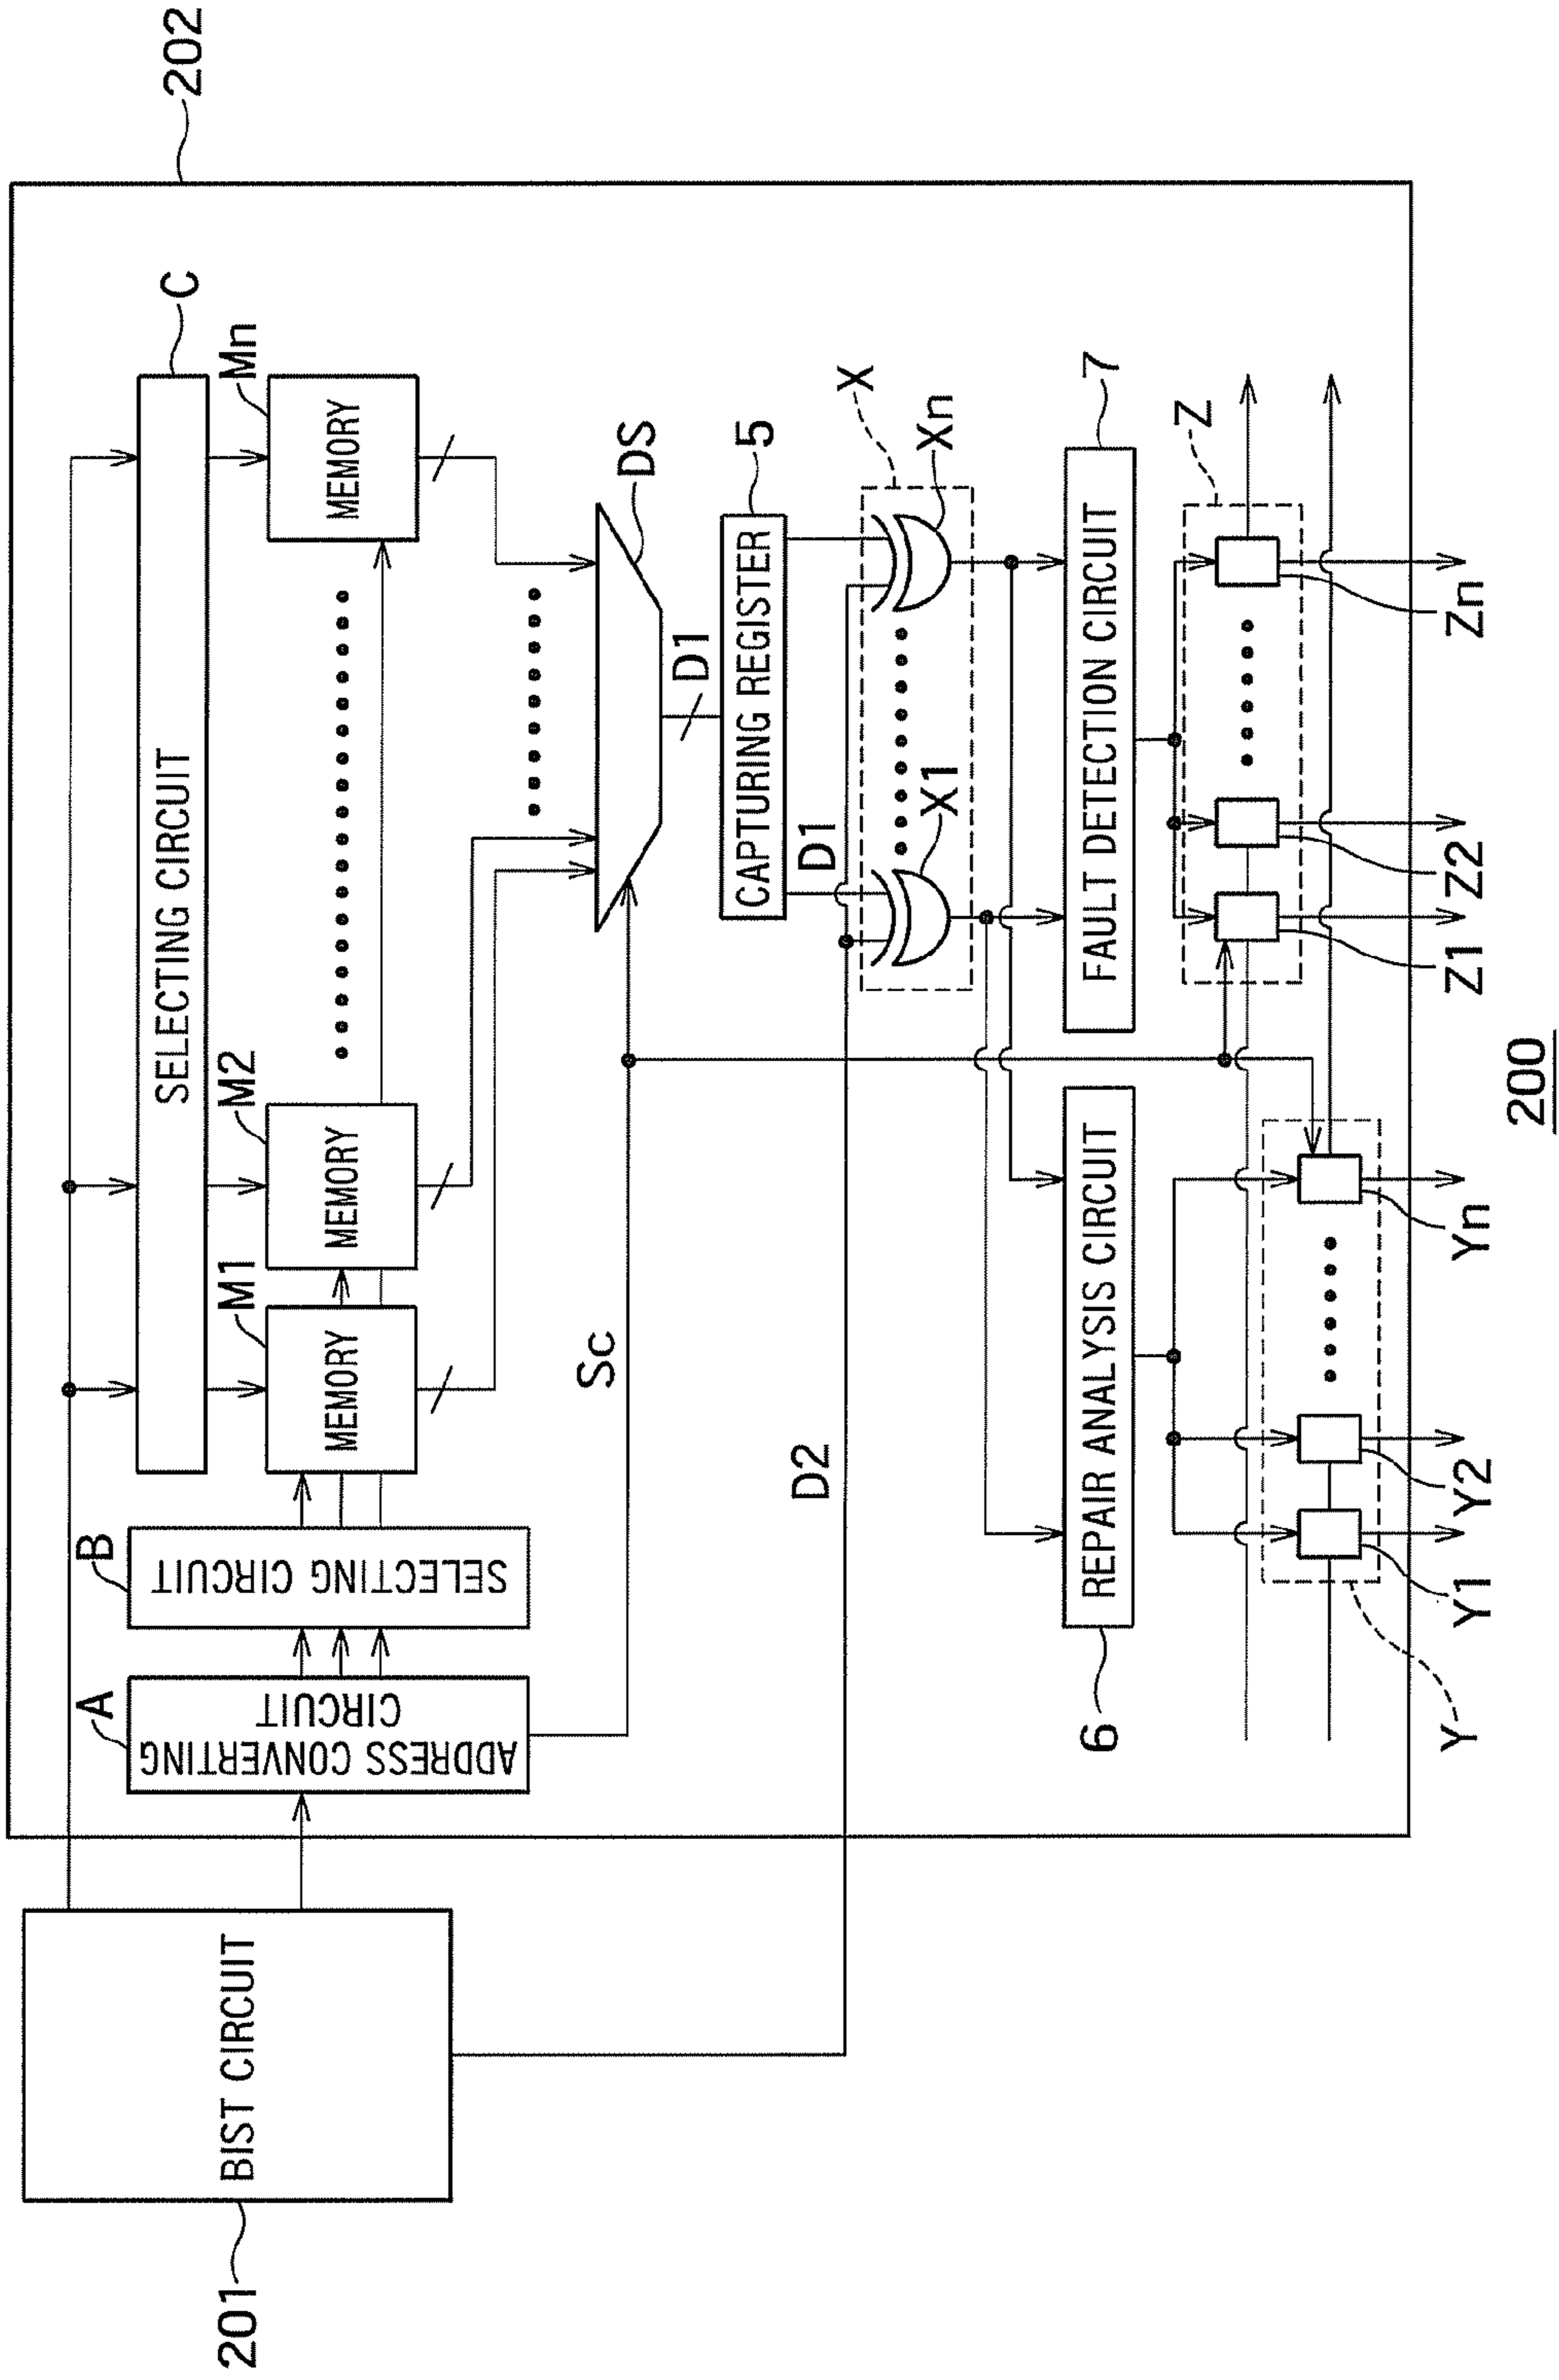 202
C
SELECTING CIRCUIT
M1
M2
Mn
MEMORY
MEMORY
MEMORY
A
ADDRESS CONVERTING
CIRCUIT
B
SELECTING CIRCUIT
BIST CIRCUIT
201
DS
Sc
D1
5
CAPTURING REGISTER
D1
D2
X
X1
Xn
6
REPAIR ANALYSIS CIRCUIT
FAULT DETECTION CIRCUIT
7
Z
Y
Y1
Y2
Yn
Z1
Z2
Zn
200